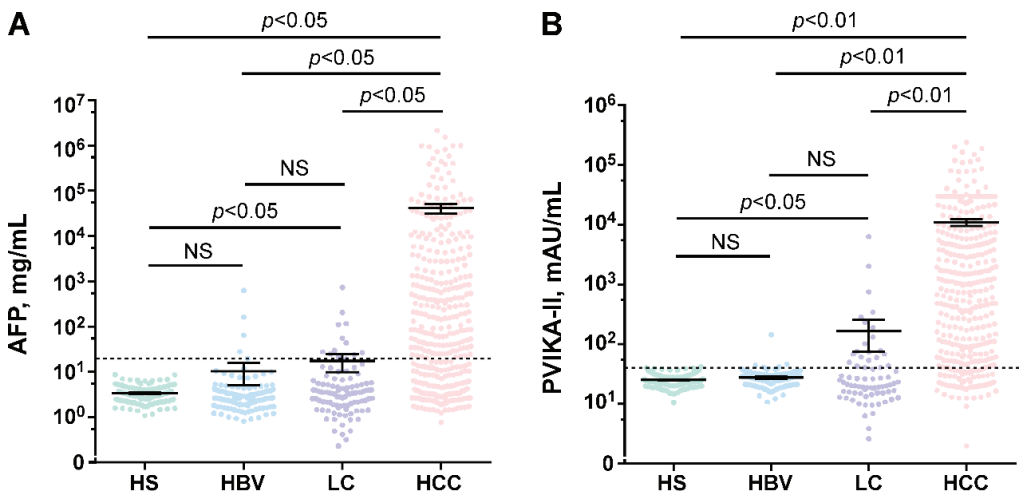 A
p<0.05
p<0.05
p<0.05
NS
p<0.05
NS
AFP, mg/mL
10^7
10^6
10^5
10^4
10^3
10^2
10^1
10^0
0
HS HBV LC HCC
B
p<0.01
p<0.01
p<0.01
NS
p<0.05
NS
PVIKA-II, mAU/mL
10^6
10^5
10^4
10^3
10^2
10^1
0
HS HBV LC HCC